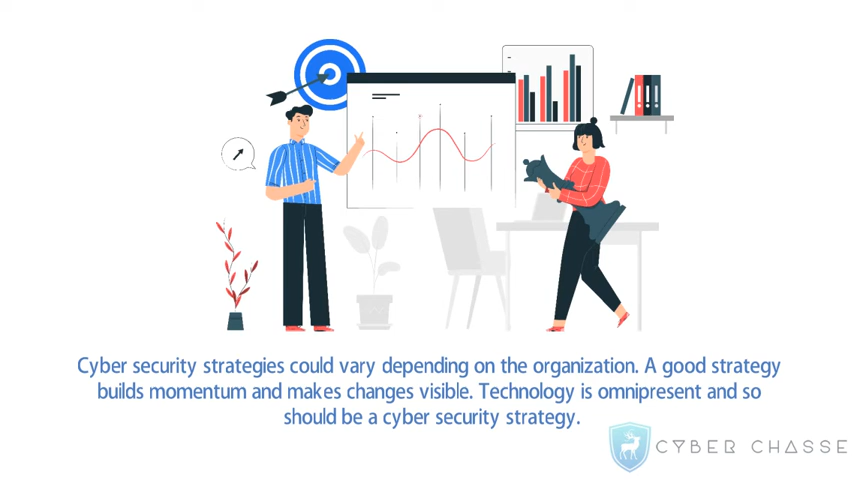 Cyber security strategies could vary depending on the organization. A good strategy
builds momentum and makes changes visible. Technology is omnipresent and so
should be a cyber security strategy.
CYBER CHASSE